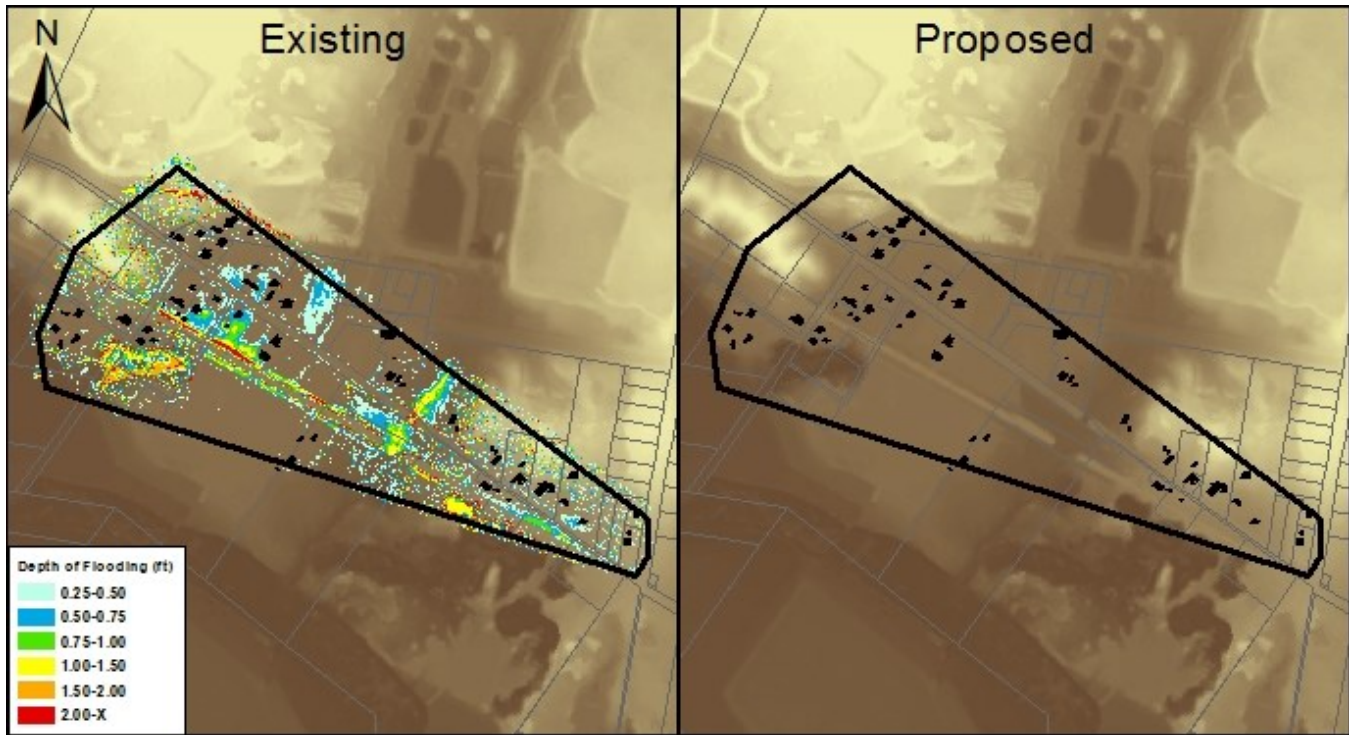 Existing
Proposed
N
Depth of Flooding (ft)
0.25-0.50
0.50-0.75
0.75-1.00
1.00-1.50
1.50-2.00
2.00-X